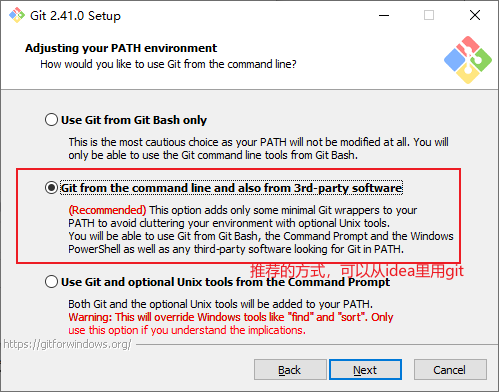 Git 2.41.0 Setup
Adjusting your PATH environment
How would you like to use Git from the command line?
Use Git from Git Bash only
This is the most cautious choice as your PATH will not be modified at all. You will
only be able to use the Git command line tools from Git Bash.
Git from the command line and also from 3rd-party software
(Recommended) This option adds only some minimal Git wrappers to your
PATH to avoid cluttering your environment with optional Unix tools.
You will be able to use Git from Git Bash, the Command Prompt and the Windows
PowerShell as well as any third-party software looking for Git in PATH.
推荐的方式，可以从idea里用git
Use Git and optional Unix tools from the Command Prompt
Both Git and the optional Unix tools will be added to your PATH.
Warning: This will override Windows tools like "find" and "sort". Only
use this option if you understand the implications.
https://gitforwindows.org/
Back Next Cancel